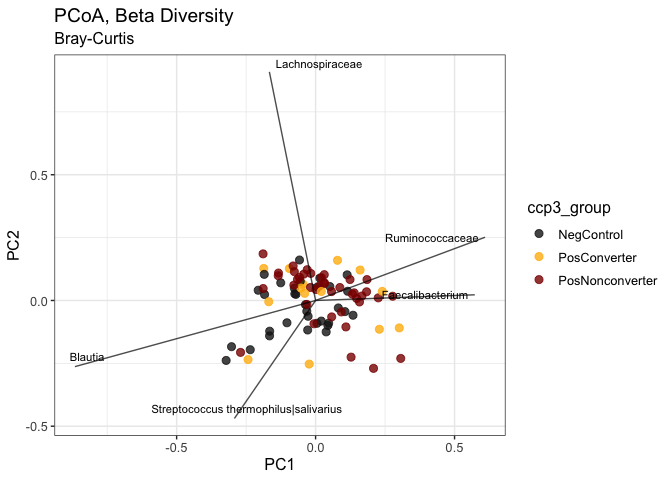 PCoA, Beta Diversity
Bray-Curtis
Lachnospiraceae
Ruminococcaceae
Faecalibacterium
Blautia
Streptococcus thermophilus|salivarius
0.5
0.0
-0.5
PC2
-0.5
0.0
0.5
PC1
ccp3_group
NegControl
PosConverter
PosNonconverter